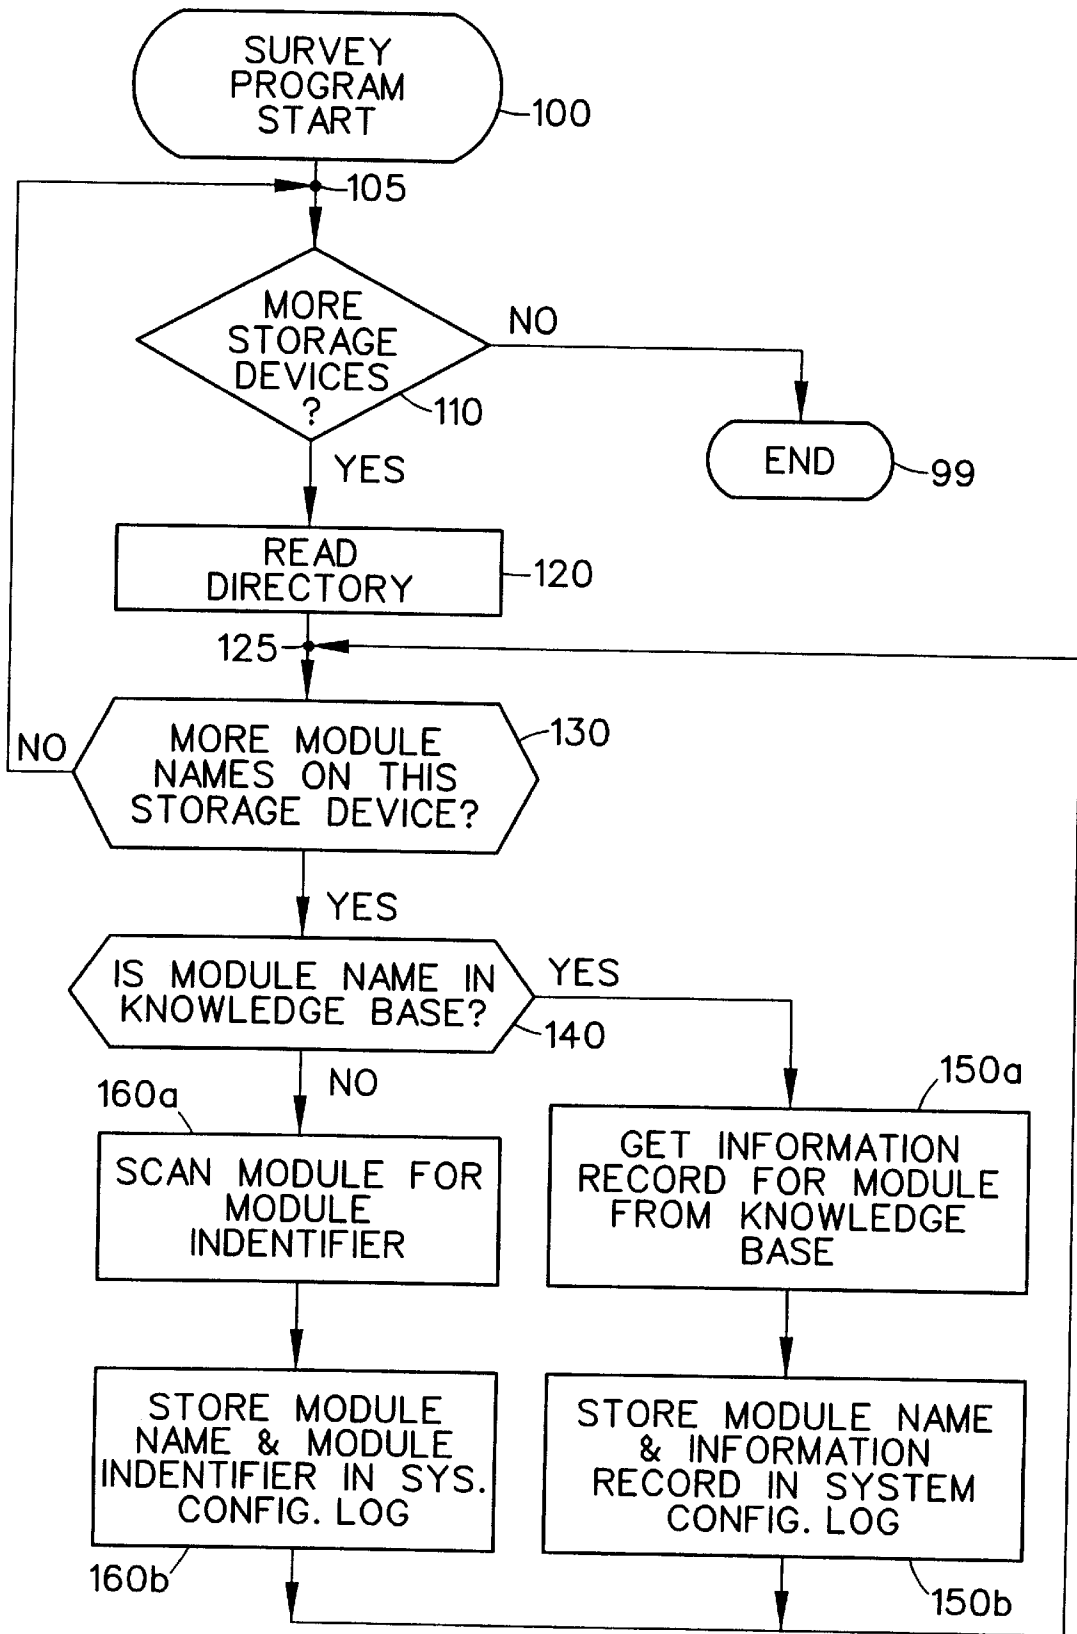 SURVEY
PROGRAM
START
100
105
MORE
STORAGE
DEVICES
?
110
NO
END
99
YES
READ
DIRECTORY
120
125
NO
MORE MODULE
NAMES ON THIS
STORAGE DEVICE?
130
YES
IS MODULE NAME IN
KNOWLEDGE BASE?
140
YES
NO
160a
SCAN MODULE FOR
MODULE
INDENTIFIER
150a
GET INFORMATION
RECORD FOR MODULE
FROM KNOWLEDGE
BASE
STORE MODULE
NAME & MODULE
INDENTIFIER IN SYS.
CONFIG. LOG
160b
STORE MODULE NAME
& INFORMATION
RECORD IN SYSTEM
CONFIG. LOG
150b